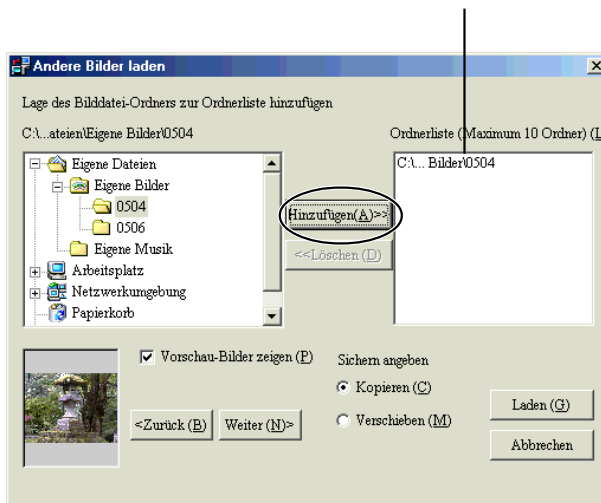 Andere Bilder laden
Lage des Bilddatei-Ordners zur Ordnerliste hinzufügen
C:\...ateien\Eigene Bilder\0504
Ordnerliste (Maximum 10 Ordner) (L
Eigene Dateien
Eigene Bilder
0504
0506
Eigene Musik
Arbeitsplatz
Netzwerkumgebung
Papierkorb
Hinzufügen(A)>>
<<Löschen (D)
C:\... Bilder\0504
Vorschau-Bilder zeigen (P)
<Zurück (B)
Weiter (N)>
Sichern angeben
Kopieren (C)
Verschieben (M)
Laden (G)
Abbrechen